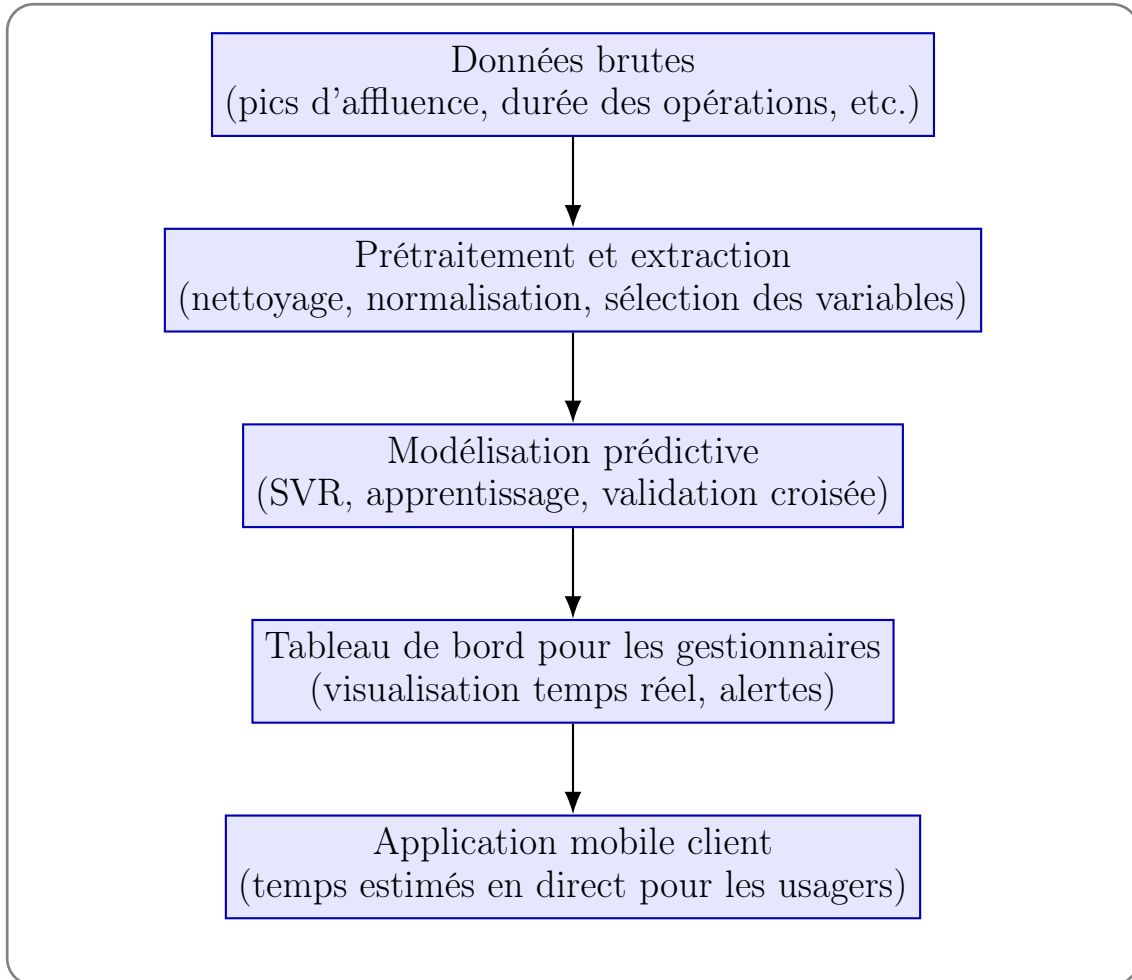 Données brutes
(pics d'affluence, durée des opérations, etc.)
Prétraitement et extraction
(nettoyage, normalisation, sélection des variables)
Modélisation prédictive
(SVR, apprentissage, validation croisée)
Tableau de bord pour les gestionnaires
(visualisation temps réel, alertes)
Application mobile client
(temps estimés en direct pour les usagers)